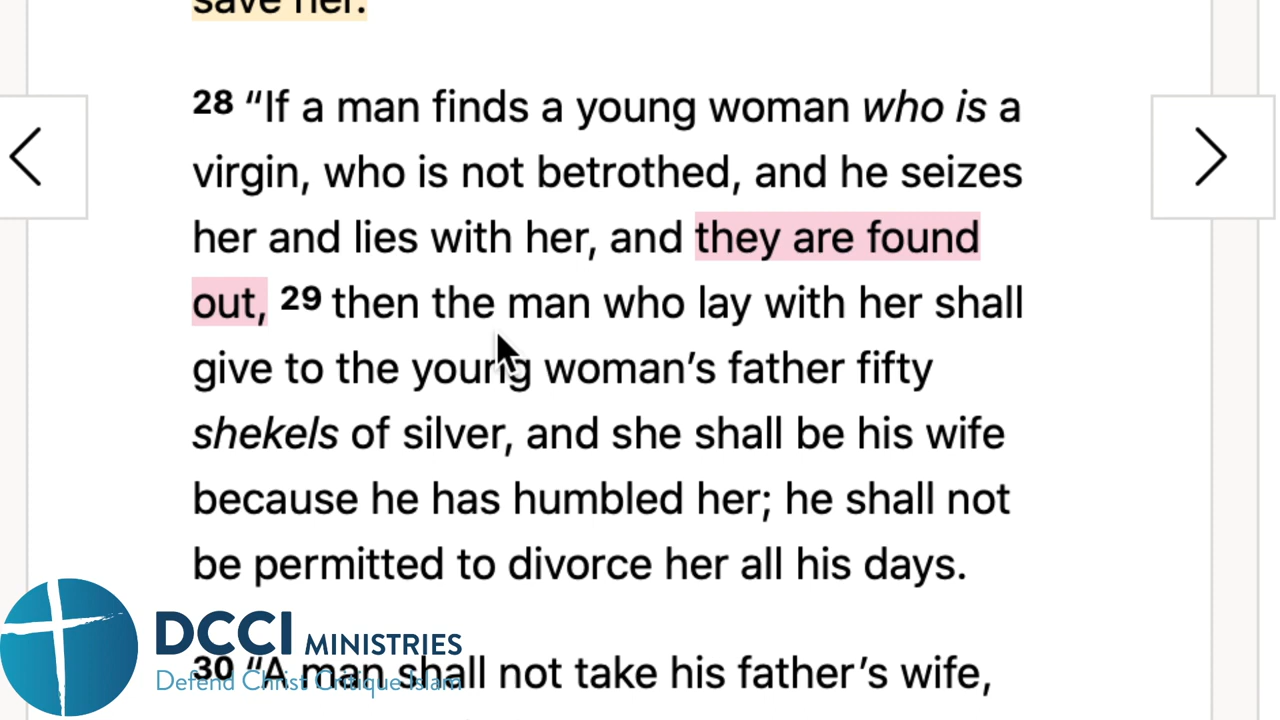 save her.
28 “If a man finds a young woman who is a
virgin, who is not betrothed, and he seizes
her and lies with her, and they are found
out, 29 then the man who lay with her shall
give to the young woman’s father fifty
shekels of silver, and she shall be his wife
because he has humbled her; he shall not
be permitted to divorce her all his days.
30 “A man shall not take his father’s wife,
DCCI MINISTRIES
Defend Christ Critique Islam